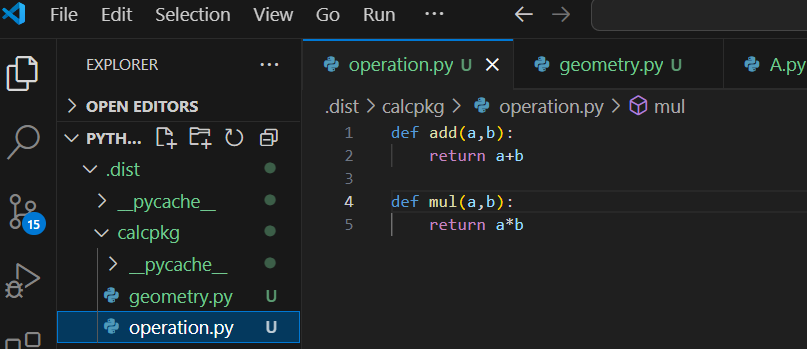 File Edit Selection View Go Run ···
EXPLORER ···
OPEN EDITORS
PYTH...
.dist
__pycache__
calcpkg
__pycache__
geometry.py U
operation.py U
15
operation.py U geometry.py U A.py
.dist > calcpkg > operation.py > mul
1 def add(a,b):
2 return a+b
3
4 def mul(a,b):
5 return a*b